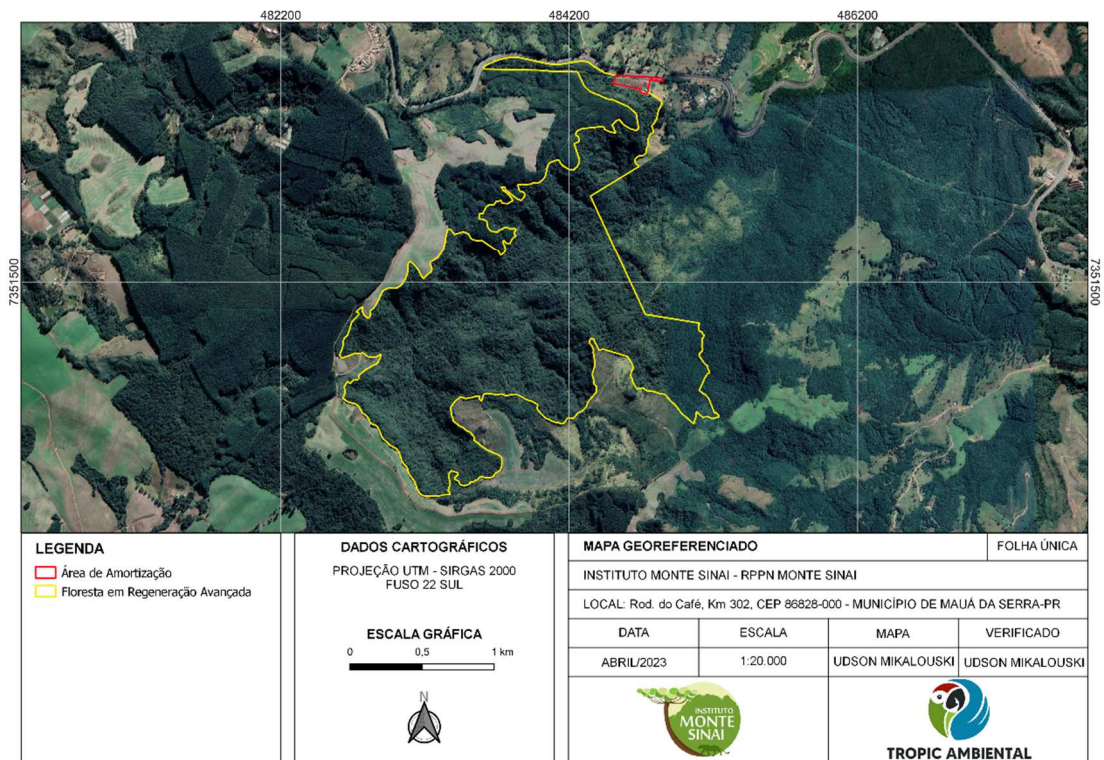 482200
484200
486200
7351500
7351500
LEGENDA
Área de Amortização
Floresta em Regeneração Avançada
DADOS CARTOGRÁFICOS
PROJEÇÃO UTM - SIRGAS 2000
FUSO 22 SUL
ESCALA GRÁFICA
0 0,5 1 km
N
MAPA GEOREFERENCIADO
FOLHA ÚNICA
INSTITUTO MONTE SINAI - RPPN MONTE SINAI
LOCAL: Rod. do Café, Km 302, CEP 86828-000 - MUNICÍPIO DE MAUÁ DA SERRA-PR
DATA
ESCALA
MAPA
VERIFICADO
ABRIL/2023
1:20.000
UDSON MIKALOUSKI
UDSON MIKALOUSKI
INSTITUTO
MONTE
SINAI
TROPIC AMBIENTAL